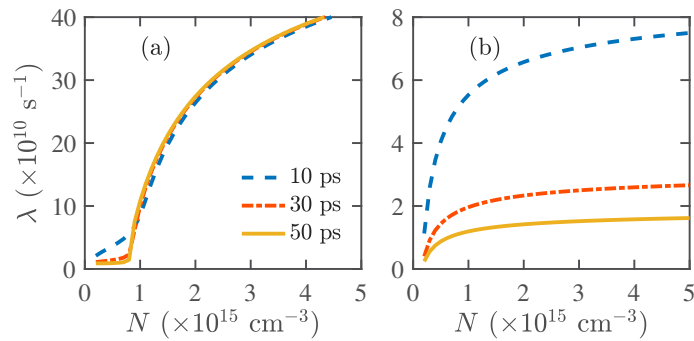 40
30
20
10
0
λ (×10¹⁰ s⁻¹)
(a)
10 ps
30 ps
50 ps
0 1 2 3 4 5
N (×10¹⁵ cm⁻³)
8
6
4
2
0
(b)
0 1 2 3 4 5
N (×10¹⁵ cm⁻³)